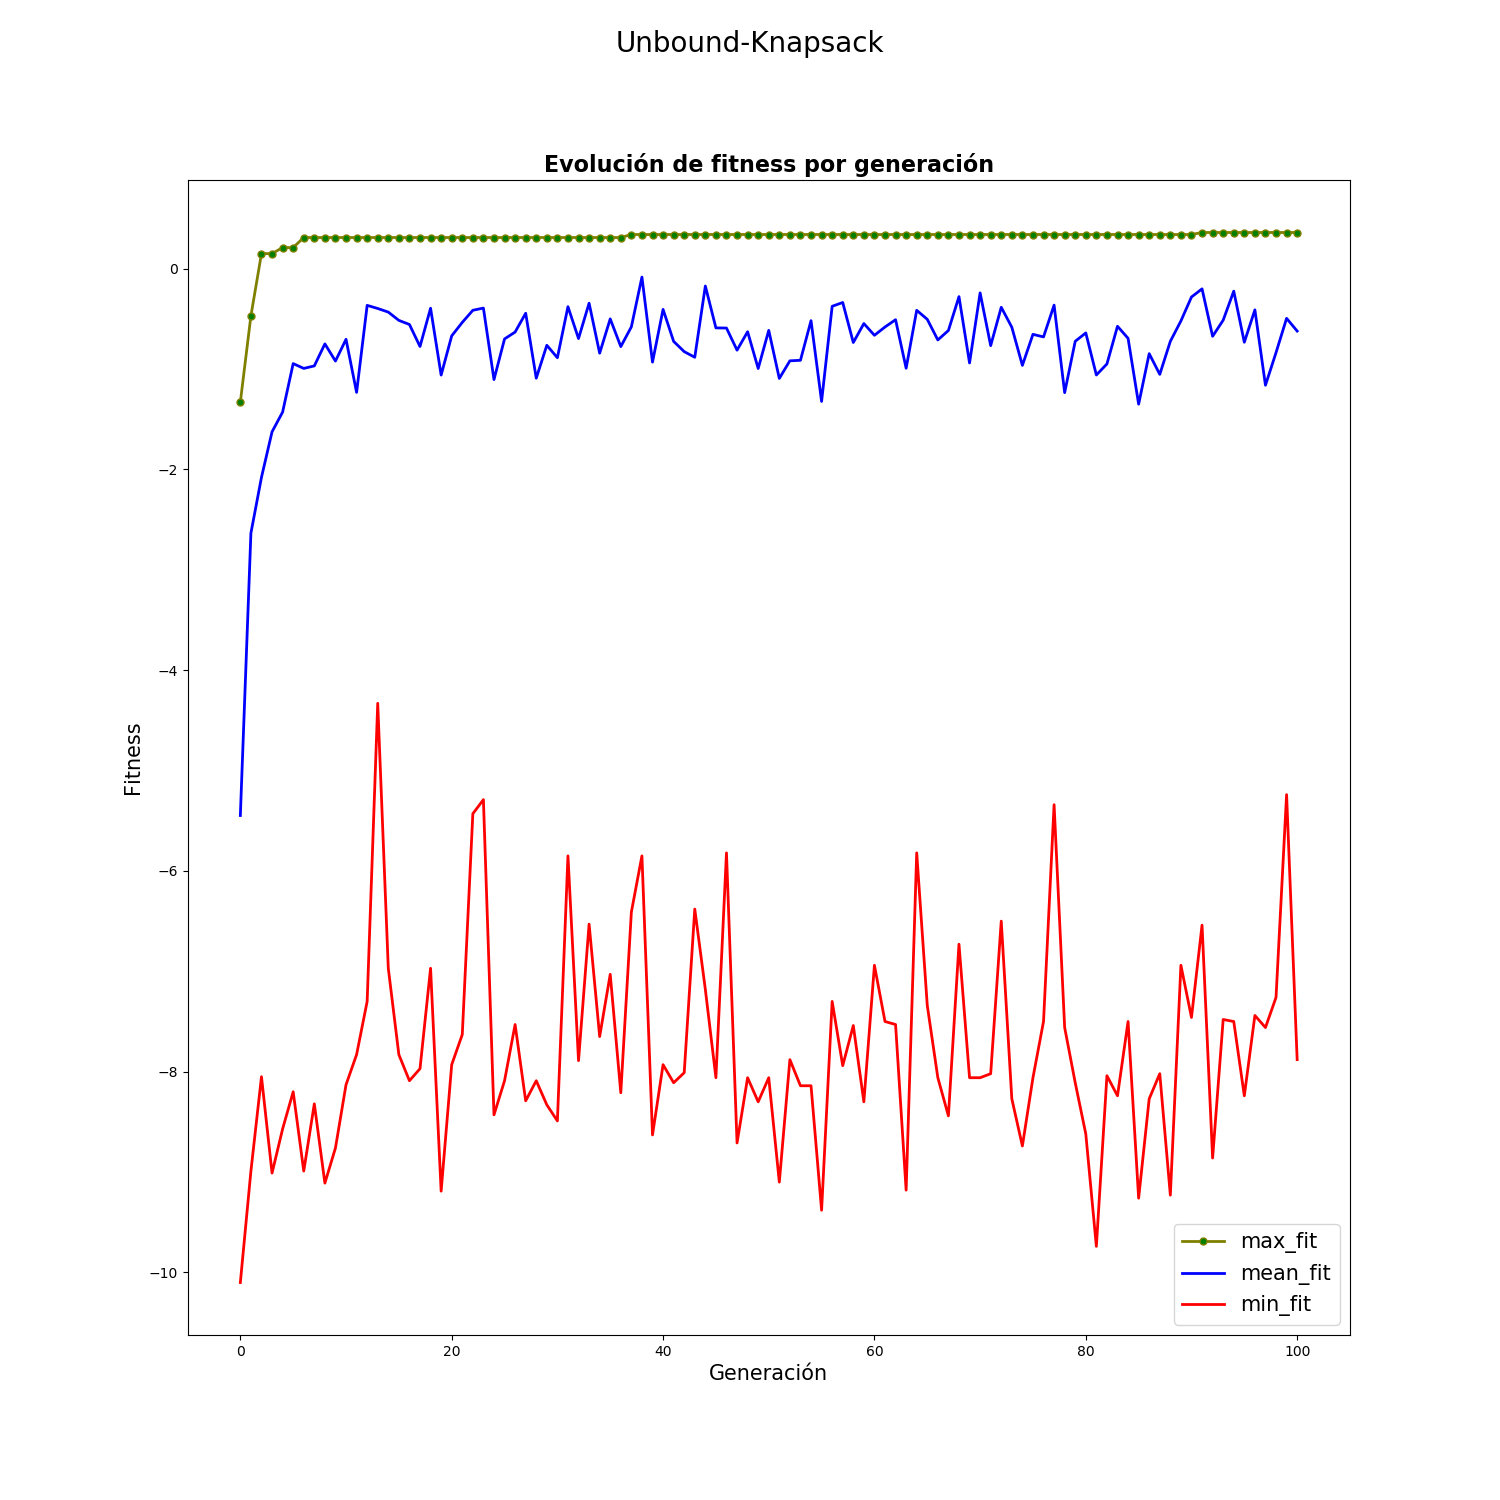 Unbound-Knapsack
Evolución de fitness por generación
Fitness
0
−2
−4
−6
−8
−10
0 20 40 60 80 100
Generación
max_fit
mean_fit
min_fit